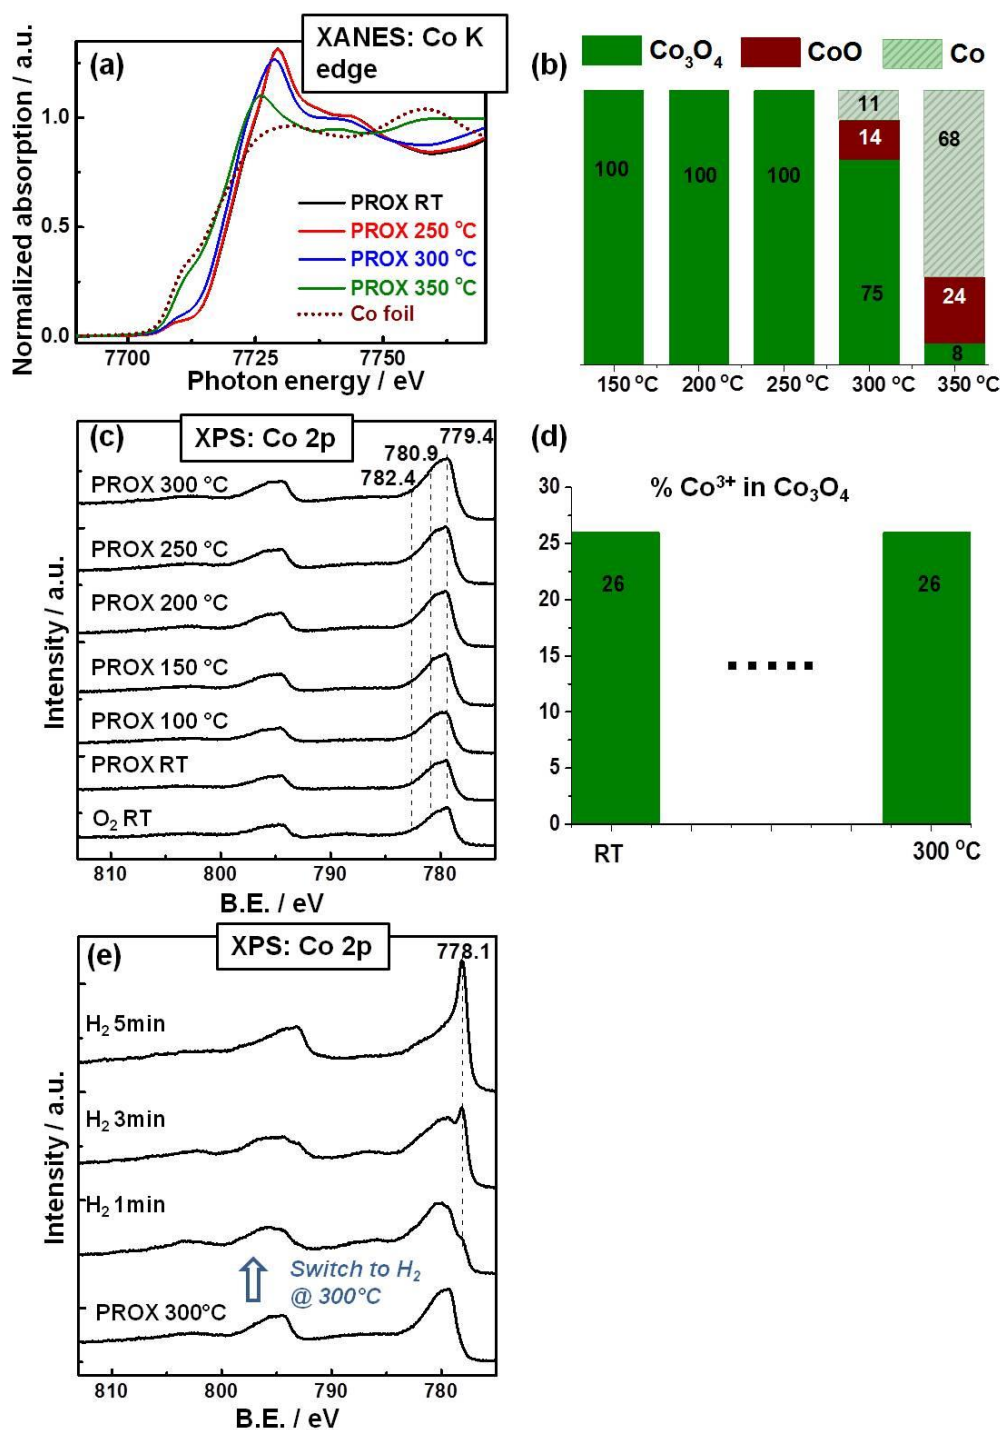 (a)
XANES: Co K
edge
Normalized absorption / a.u.
1.0
0.5
0.0
PROX RT
PROX 250 °C
PROX 300 °C
PROX 350 °C
Co foil
7700 7725 7750
Photon energy / eV
(b)
Co₃O₄ CoO Co
100 100 100
11
14
75
68
24
8
150 °C 200 °C 250 °C 300 °C 350 °C
(c)
XPS: Co 2p
779.4
780.9
782.4
PROX 300 °C
PROX 250 °C
PROX 200 °C
PROX 150 °C
PROX 100 °C
PROX RT
O₂ RT
Intensity / a.u.
810 800 790 780
B.E. / eV
(d)
% Co³⁺ in Co₃O₄
30
25
20
15
10
5
0
26 26
RT 300 °C
(e)
XPS: Co 2p
778.1
H₂ 5min
H₂ 3min
H₂ 1min
Switch to H₂
@ 300°C
PROX 300°C
Intensity / a.u.
810 800 790 780
B.E. / eV